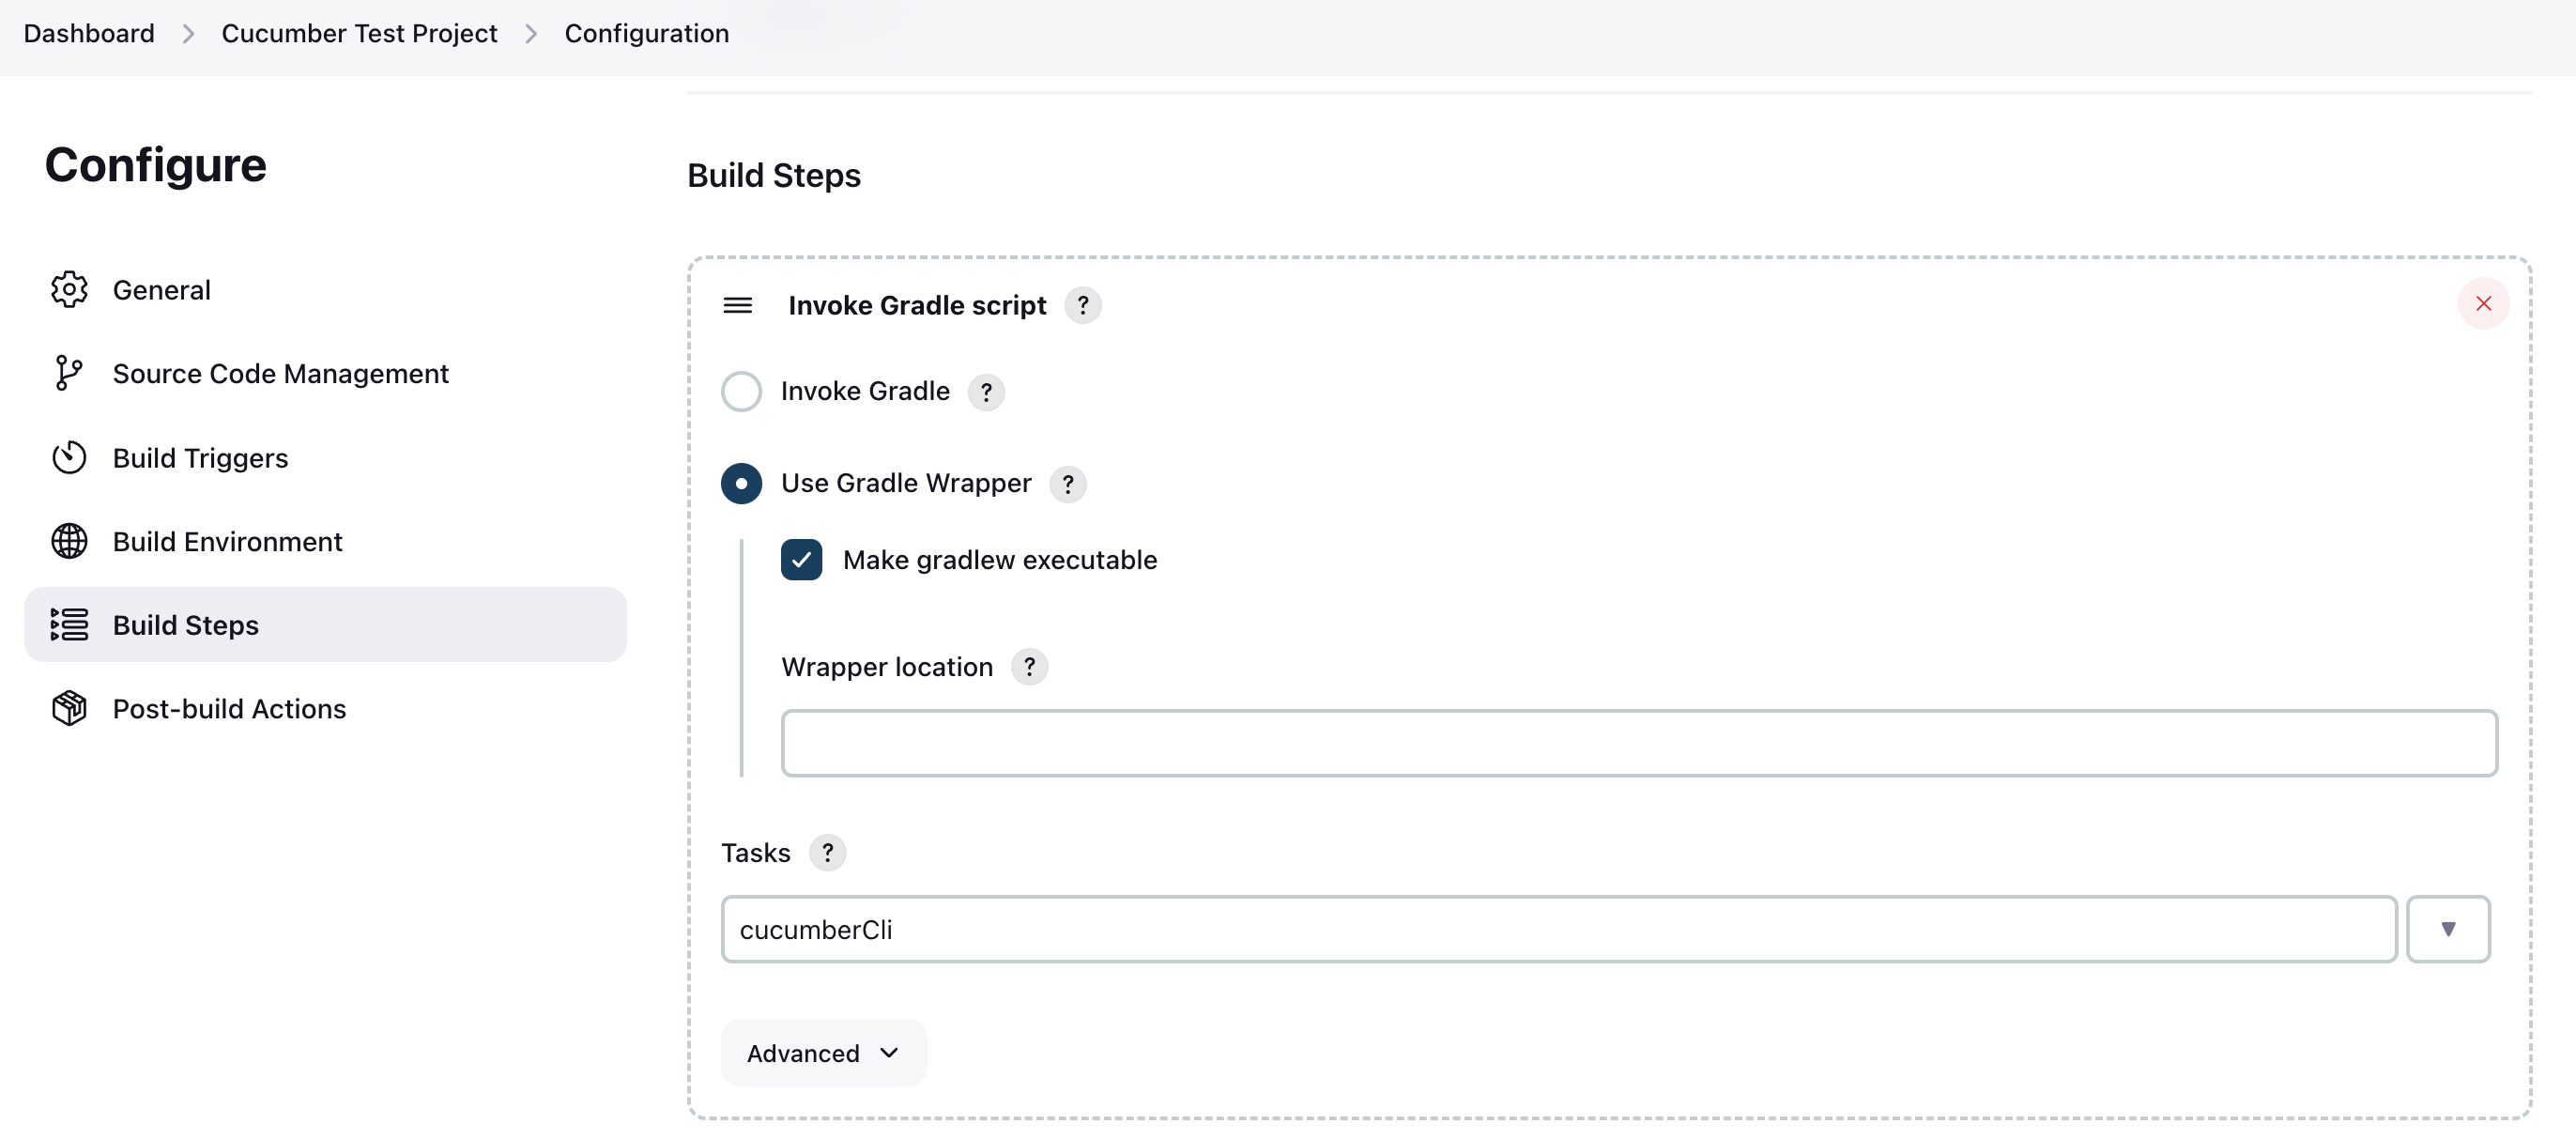 Dashboard > Cucumber Test Project > Configuration
Configure
General
Source Code Management
Build Triggers
Build Environment
Build Steps
Post-build Actions
Build Steps
Invoke Gradle script ?
Invoke Gradle ?
Use Gradle Wrapper ?
Make gradlew executable
Wrapper location ?
Tasks ?
cucumberCli
Advanced